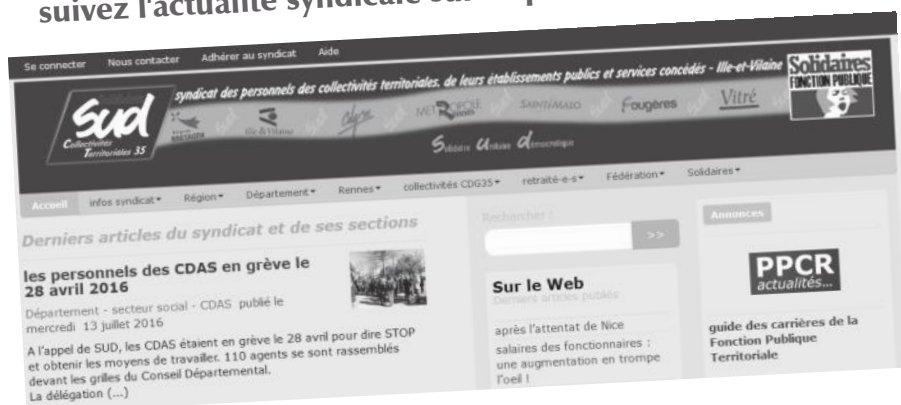 suivez l'actualité syndicale
Se connecter Nous contacter Adhérer au syndicat Aide
syndicat des personnels des collectivités territoriales, de leurs établissements publics et services concédés - Ille-et-Vilaine
Solidaires
FONCTION PUBLIQUE
Sud
Collectivités
Territoriales 35
BRETAGNE Ille & Vilaine METROPOLE SAINT-MALO Fougères Vitré
Solidaire Unitaire Démocratique
Accueil infos syndicat Région Département Rennes collectivités CDG35 retraité-e-s Fédération Solidaires
Derniers articles du syndicat et de ses sections
les personnels des CDAS en grève le
28 avril 2016
Département - secteur social - CDAS publié le
mercredi 13 juillet 2016
A l'appel de SUD, les CDAS étaient en grève le 28 avril pour dire STOP
et obtenir les moyens de travailler. 110 agents se sont rassemblés
devant les grilles du Conseil Départemental.
La délégation (...)
Rechercher :
>>
Sur le Web
Derniers articles publiés
après l'attentat de Nice
salaires des fonctionnaires :
une augmentation en trompe
l'oeil !
Annonces
PPCR
actualités...
guide des carrières de la
Fonction Publique
Territoriale